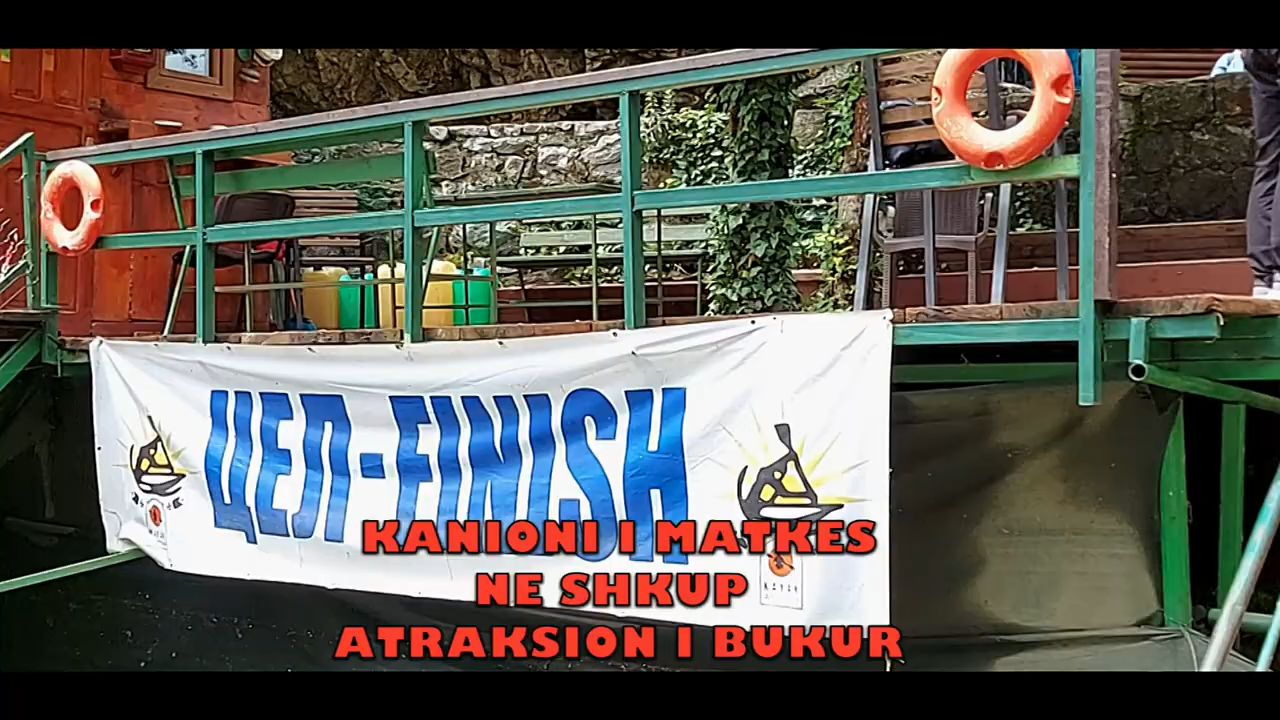 ЦЕЛ-FINISH
KANIONI I MATKES
NE SHKUP
ATRAKSION I BUKUR